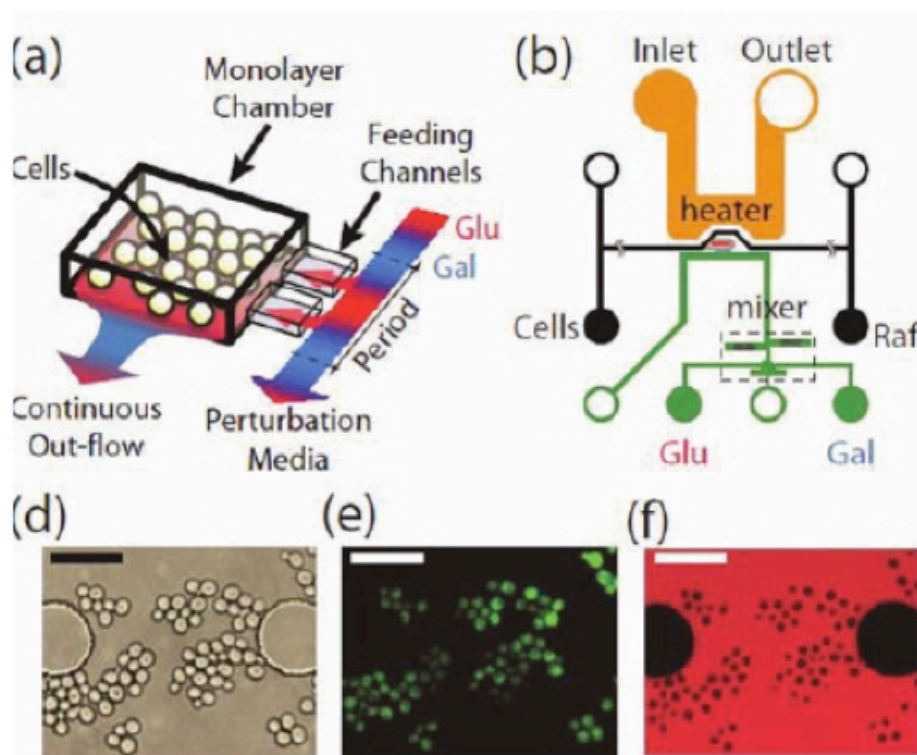 (a)
Monolayer
Chamber
Cells
Feeding
Channels
Glu
Gal
Period
Continuous
Out-flow
Perturbation
Media
(b)
Inlet
Outlet
heater
mixer
Cells
Raf
Glu
Gal
(d)
(e)
(f)